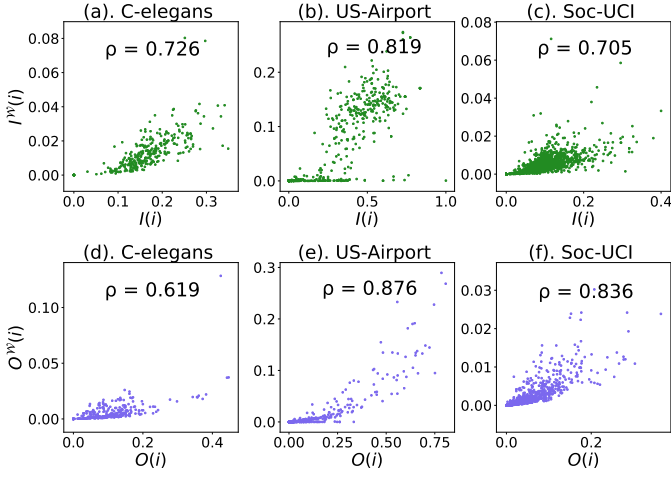 (a). C-elegans
(b). US-Airport
(c). Soc-UCI
ρ = 0.726
ρ = 0.819
ρ = 0.705
0.08
0.06
0.04
0.02
0.00
0.2
0.1
0.0
0.08
0.06
0.04
0.02
0.00
I^𝒲(i)
0.0 0.1 0.2 0.3
0.0 0.5 1.0
0.0 0.2 0.4
I(i)
I(i)
I(i)
(d). C-elegans
(e). US-Airport
(f). Soc-UCI
ρ = 0.619
ρ = 0.876
ρ = 0.836
0.10
0.05
0.00
0.3
0.2
0.1
0.0
0.03
0.02
0.01
0.00
O^𝒲(i)
0.0 0.2 0.4
0.00 0.25 0.50 0.75
0.0 0.2
O(i)
O(i)
O(i)